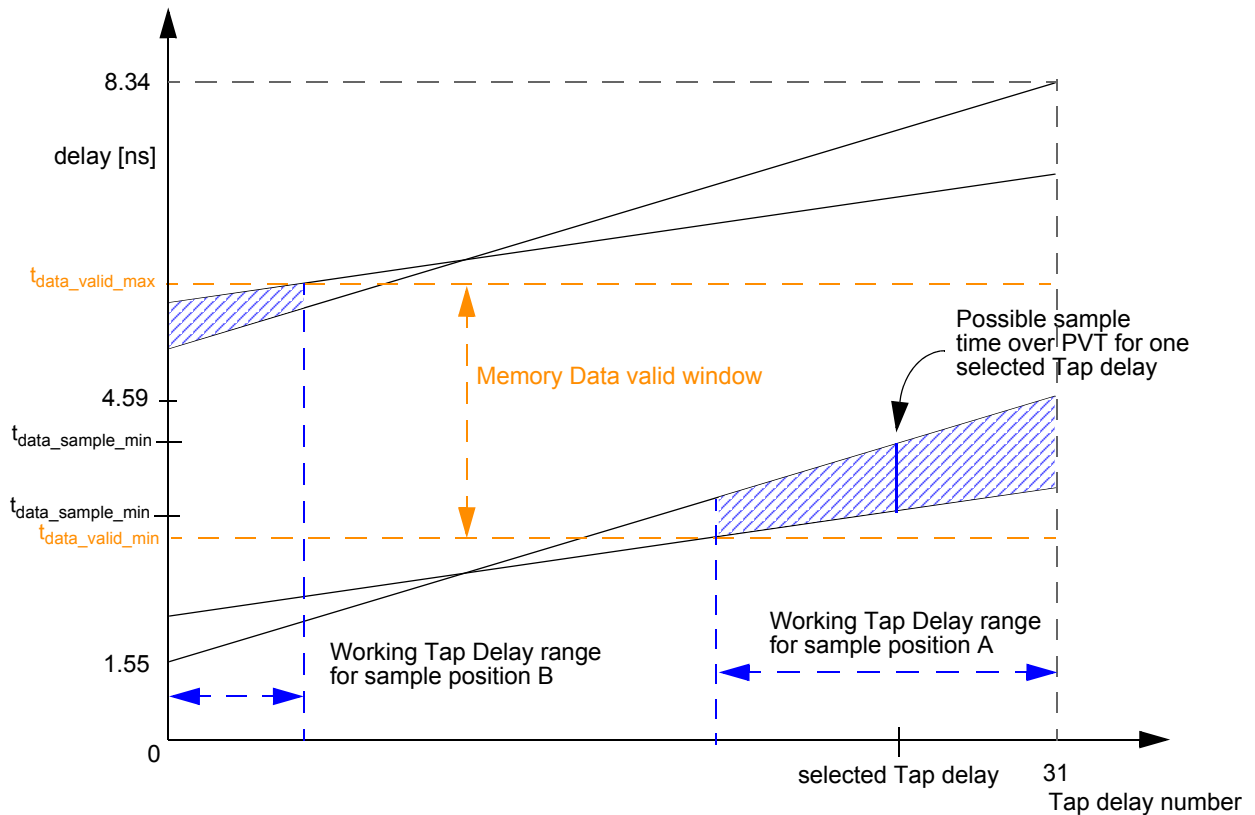 8.34
delay [ns]
tdata_valid_max
Possible sample
time over PVT for one
selected Tap delay
Memory Data valid window
4.59
tdata_sample_min
tdata_sample_min
tdata_valid_min
Working Tap Delay range
for sample position A
Working Tap Delay range
for sample position B
1.55
0
selected Tap delay
31
Tap delay number